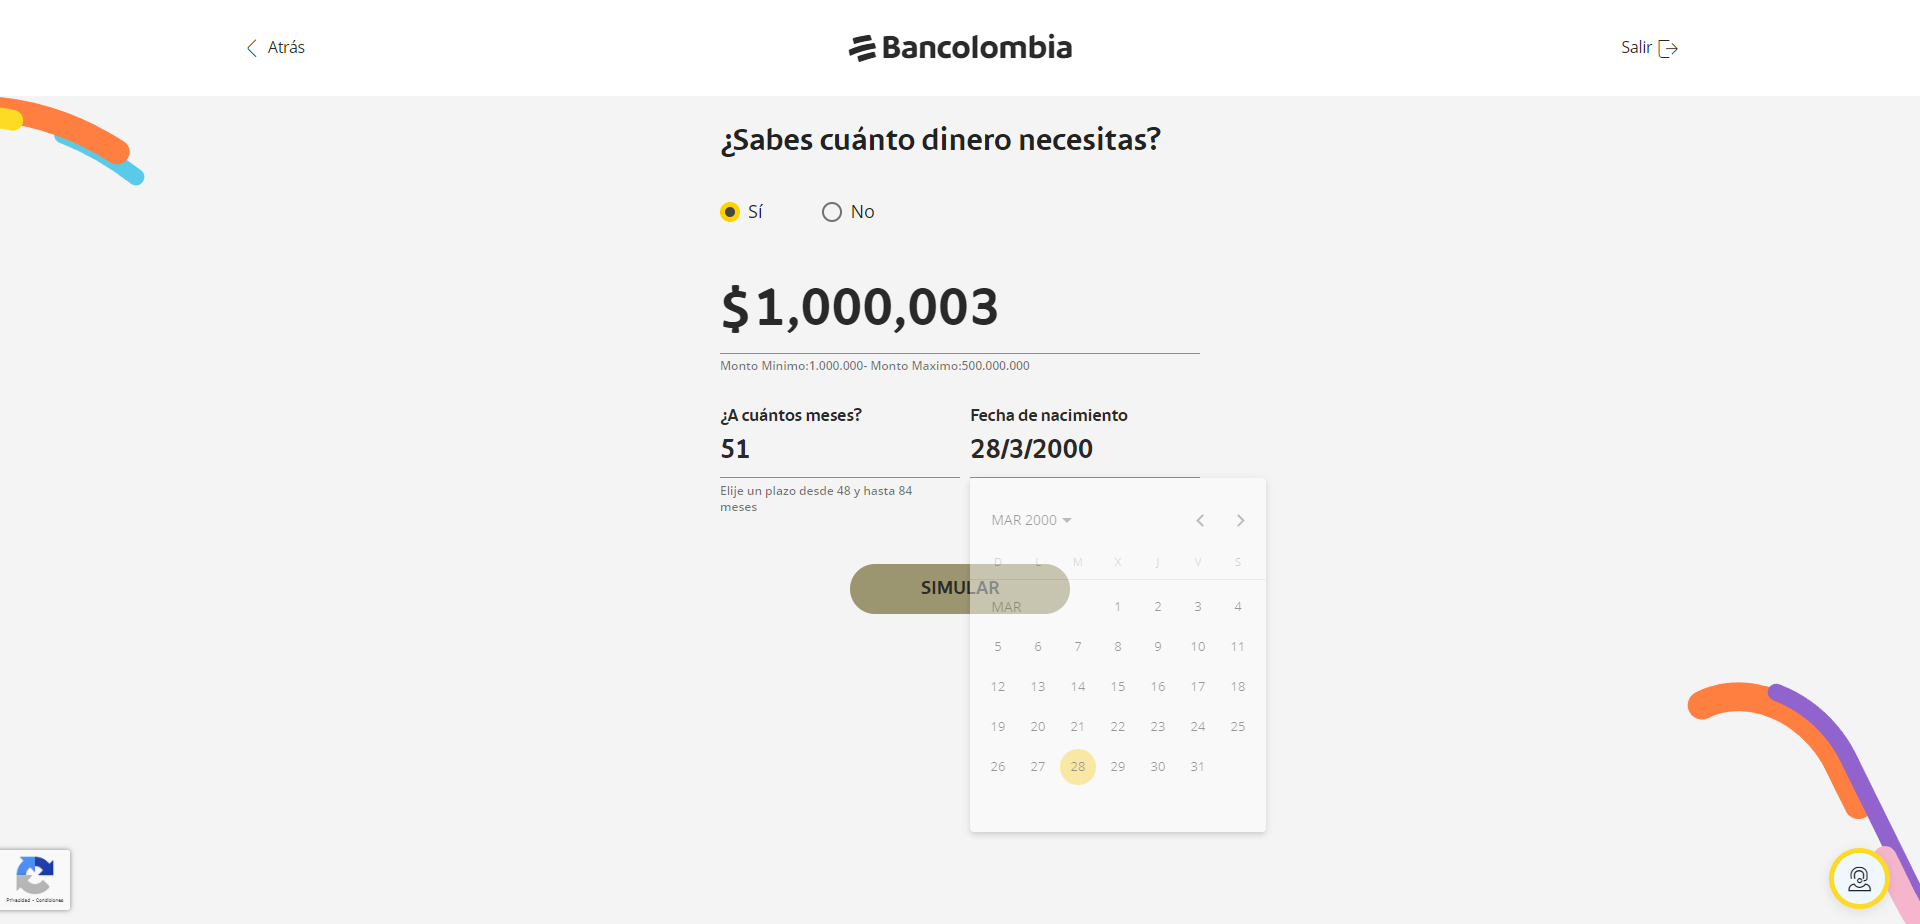 Atrás
Bancolombia
Salir
¿Sabes cuánto dinero necesitas?
Sí
No
$1,000,003
Monto Minimo:1.000.000- Monto Maximo:500.000.000
¿A cuántos meses?
51
Elije un plazo desde 48 y hasta 84
meses
Fecha de nacimiento
28/3/2000
SIMULAR
MAR 2000
D L M X J V S
MAR 1 2 3 4
5 6 7 8 9 10 11
12 13 14 15 16 17 18
19 20 21 22 23 24 25
26 27 28 29 30 31
Privacidad - Condiciones